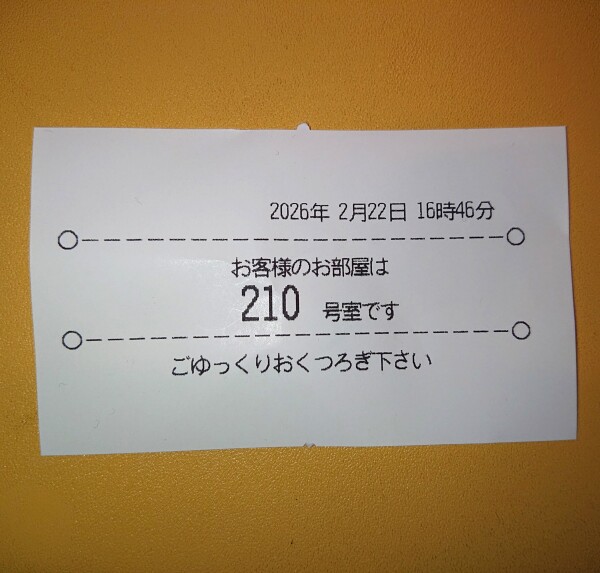 2026年 2月22日 16時46分
お客様のお部屋は
210 号室です
ごゆっくりおくつろぎ下さい